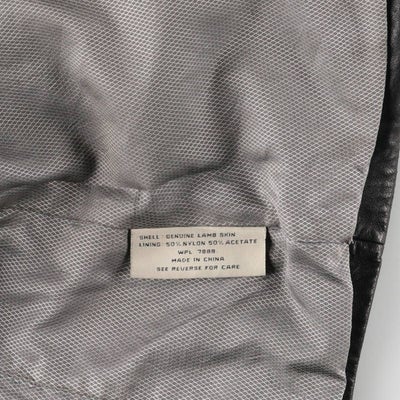 SHELL: GENUINE LAMB SKIN
LINING: 50% NYLON 50% ACETATE
WPL 7888
MADE IN CHINA
SEE REVERSE FOR CARE